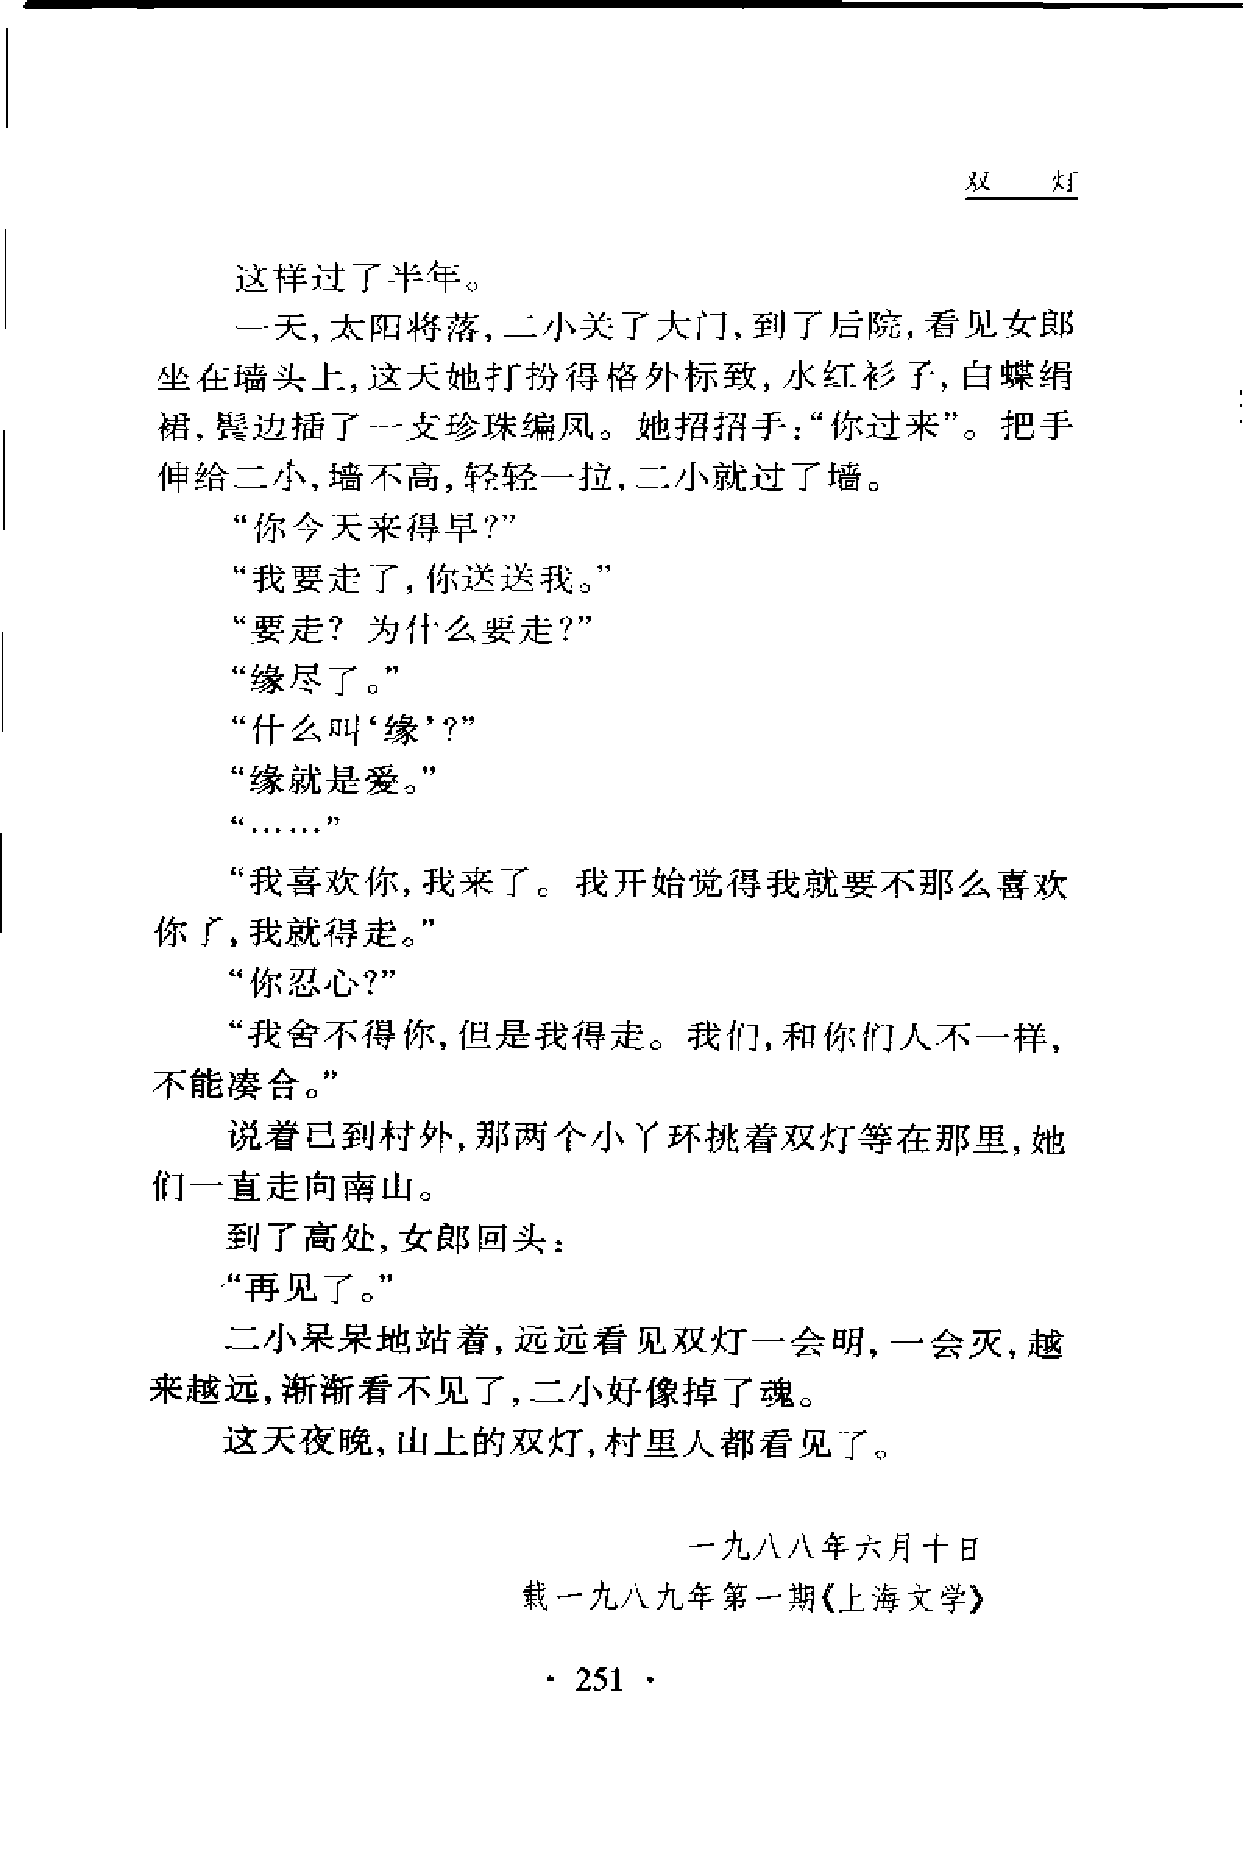 双 灯
这样过了半年。
一天,太阳将落,二小关了大门,到了后院,看见女郎
坐在墙头上,这天她打扮得格外标致,水红衫子,白蝶绢
裙,鬓边插了一支珍珠编凤。她招招手:“你过来”。把手
伸给二小,墙不高,轻轻一拉,二小就过了墙。
“你今天来得早?”
“我要走了,你送送我。”
“要走? 为什么要走?”
“缘尽了。”
“什么叫‘缘’?”
“缘就是爱。”
“……”
“我喜欢你,我来了。我开始觉得我就要不那么喜欢
你了,我就得走。”
“你忍心?”
“我舍不得你,但是我得走。我们,和你们人不一样,
不能凑合。”
说着已到村外,那两个小丫环挑着双灯等在那里,她
们一直走向南山。
到了高处,女郎回头:
“再见了。”
二小呆呆地站着,远远看见双灯一会明,一会灭,越
来越远,渐渐看不见了,二小好像掉了魂。
这天夜晚,山上的双灯,村里人都看见了。
一九八八年六月十日
载一九八九年第一期《上海文学》
· 251 ·